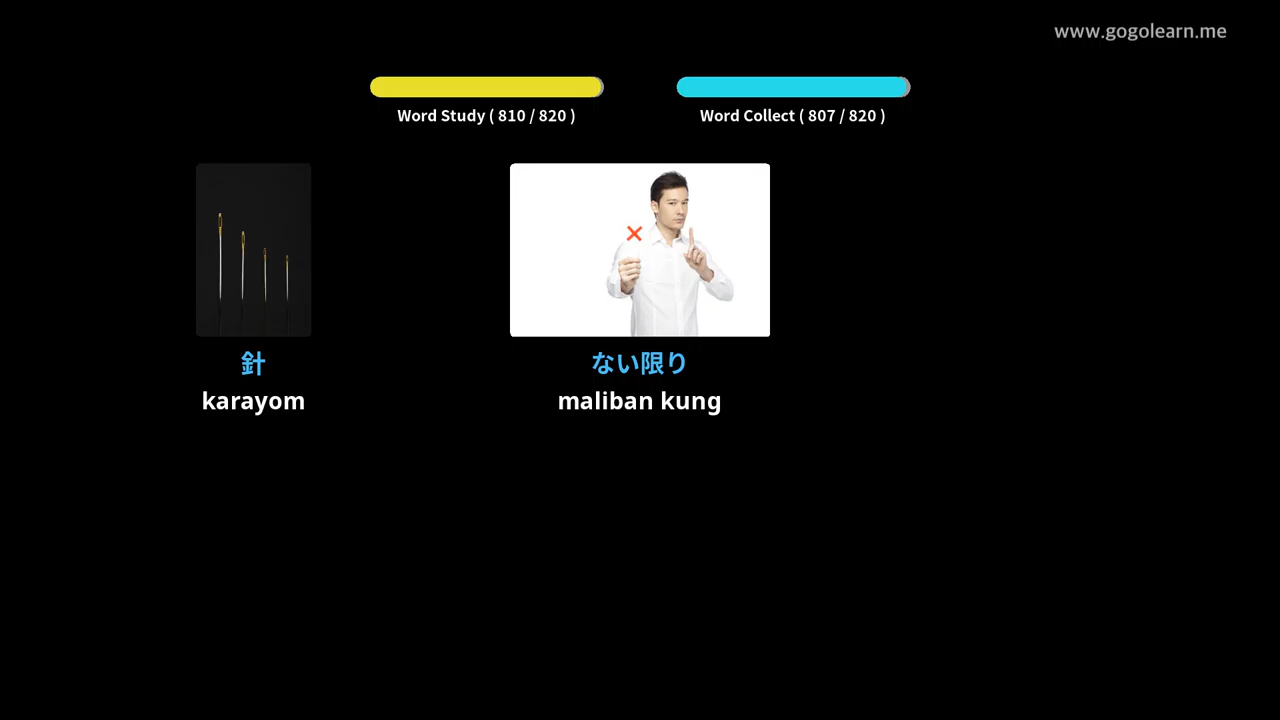 www.gogolearn.me
Word Study ( 810 / 820 )
Word Collect ( 807 / 820 )
針
karayom
ない限り
maliban kung